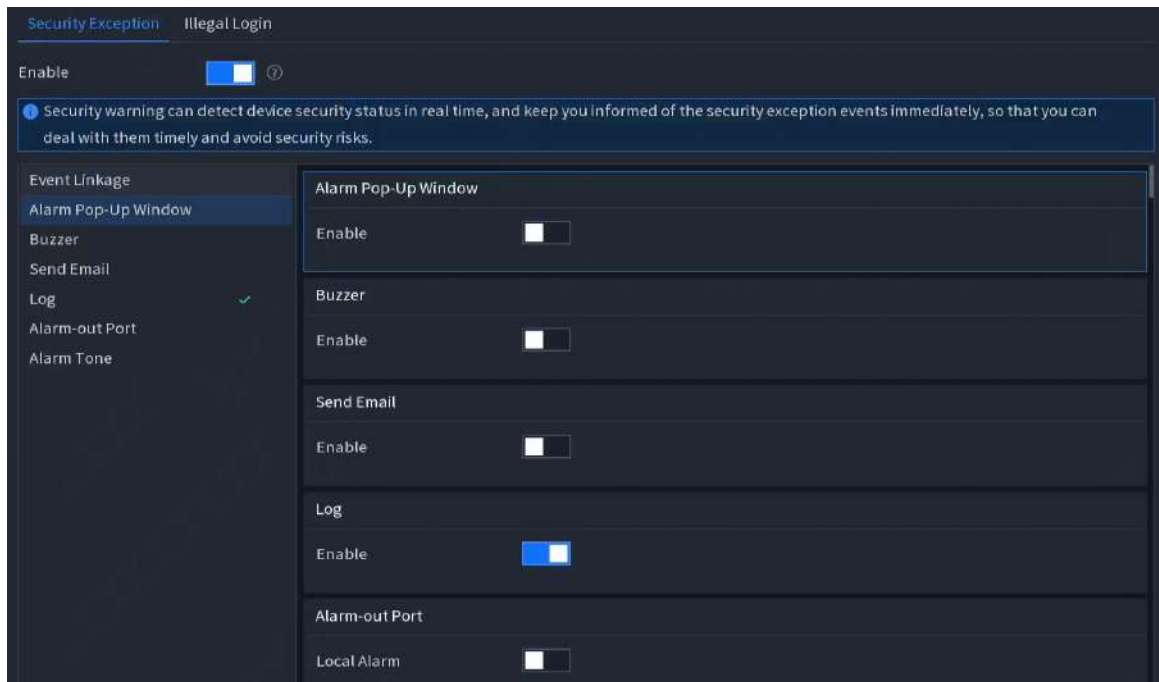 Security Exception Illegal Login
Enable
Security warning can detect device security status in real time, and keep you informed of the security exception events immediately, so that you can
deal with them timely and avoid security risks.
Event Linkage
Alarm Pop-Up Window
Buzzer
Send Email
Log
Alarm-out Port
Alarm Tone
Alarm Pop-Up Window
Enable
Buzzer
Enable
Send Email
Enable
Log
Enable
Alarm-out Port
Local Alarm